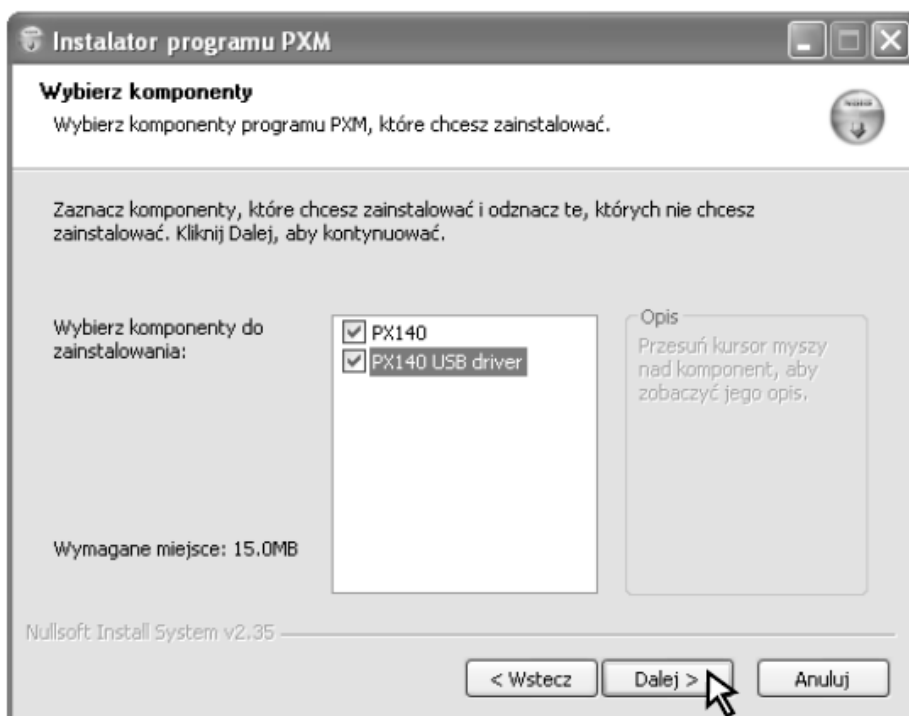 Instalator programu PXM
Wybierz komponenty
Wybierz komponenty programu PXM, które chcesz zainstalować.
Zaznacz komponenty, które chcesz zainstalować i odznacz te, których nie chcesz
zainstalować. Kliknij Dalej, aby kontynuować.
Wybierz komponenty do
zainstalowania:
PX140
PX140 USB driver
Opis
Przesuń kursor myszy
nad komponent, aby
zobaczyć jego opis.
Wymagane miejsce: 15.0MB
Nullsoft Install System v2.35
< Wstecz
Dalej >
Anuluj